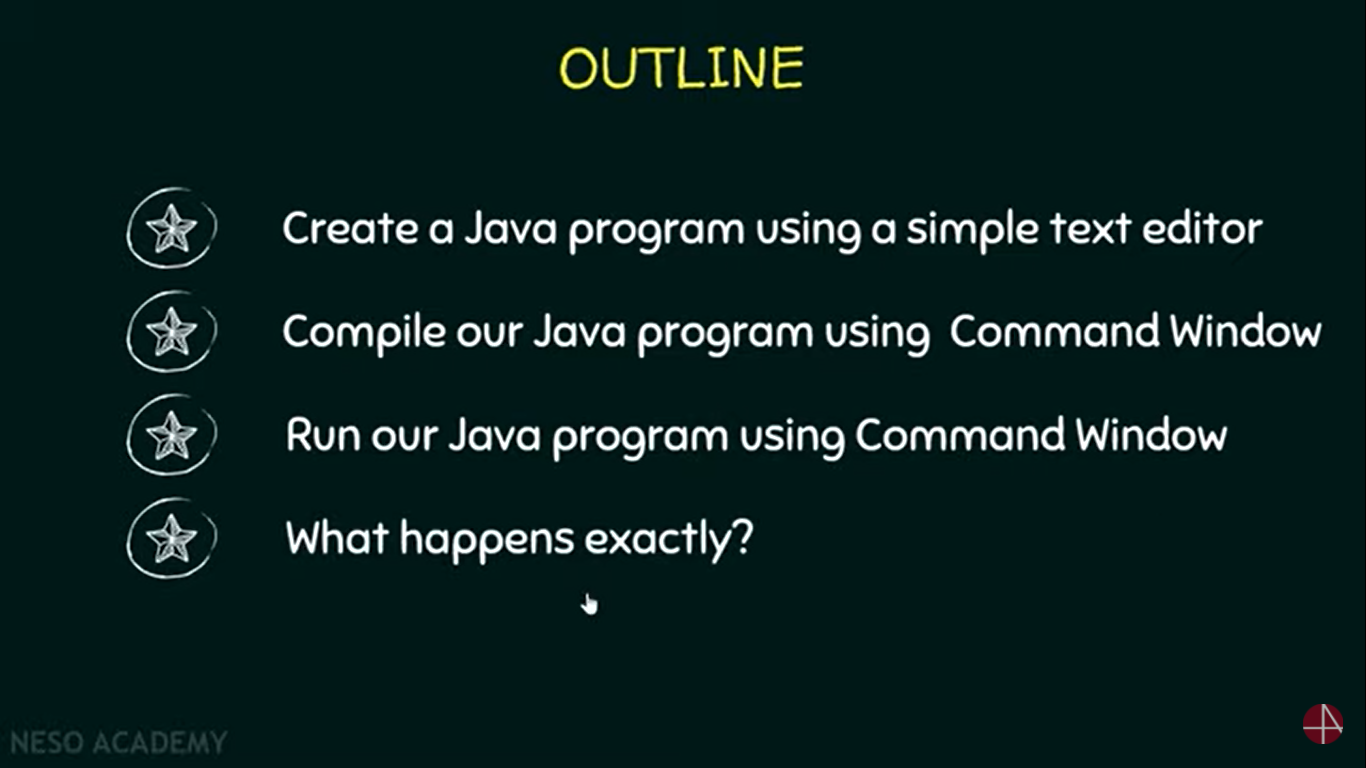 OUTLINE
Create a Java program using a simple text editor
Compile our Java program using Command Window
Run our Java program using Command Window
What happens exactly?
NESO ACADEMY